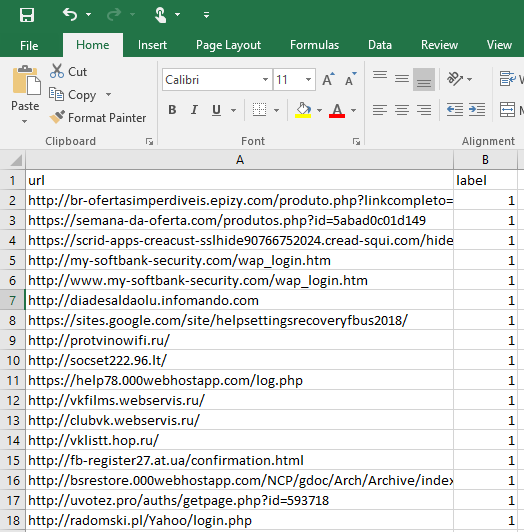 File Home Insert Page Layout Formulas Data Review View
Paste
Cut
Copy
Format Painter
Calibri 11 A A
B I U A
Clipboard Font Alignment
A B
1 url label
2 http://br-ofertasimperdiveis.epizy.com/produto.php?linkcompleto= 1
3 https://semana-da-oferta.com/produtos.php?id=5abad0c01d149 1
4 https://scrid-apps-creacust-sslhide90766752024.cread-squi.com/hide 1
5 http://my-softbank-security.com/wap_login.htm 1
6 http://www.my-softbank-security.com/wap_login.htm 1
7 http://diadesaldaolu.infomando.com 1
8 https://sites.google.com/site/helpsettingsrecoveryfbus2018/ 1
9 http://protvinowifi.ru/ 1
10 http://socset222.96.lt/ 1
11 https://help78.000webhostapp.com/log.php 1
12 http://vkfilms.webservis.ru/ 1
13 http://clubvk.webservis.ru/ 1
14 http://vklistt.hop.ru/ 1
15 http://fb-register27.at.ua/confirmation.html 1
16 http://bsrestore.000webhostapp.com/NCP/gdoc/Arch/Archive/index 1
17 http://uvotez.pro/auths/getpage.php?id=593718 1
18 http://radomski.pl/Yahoo/login.php 1